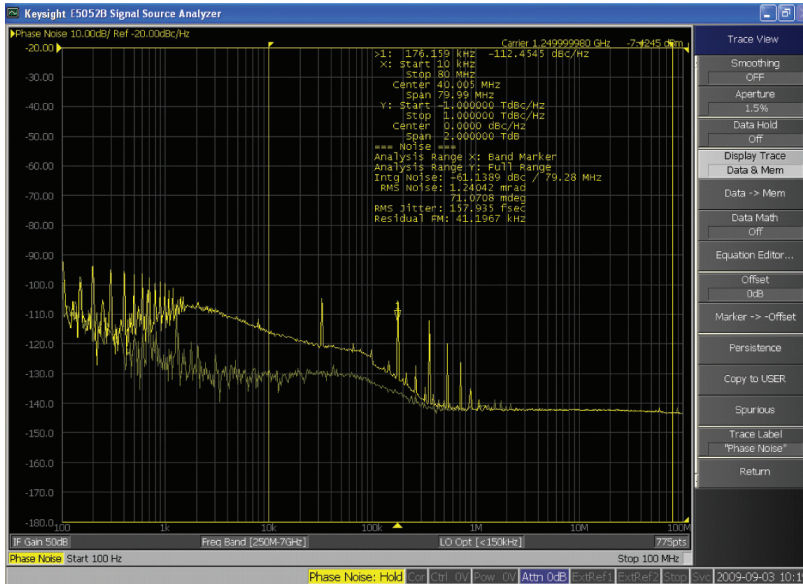 Keysight E5052B Signal Source Analyzer
Phase Noise 10.00dB/ Ref -20.00dBc/Hz
Carrier 1.249999980 GHz
>1: 176.159 kHz -112.4545 dBc/Hz
X: Start 10 kHz
Stop 80 MHz
Center 40.005 MHz
Span 79.99 MHz
Y: Start -1.000000 TdBc/Hz
Stop 1.000000 TdBc/Hz
Center 0.0000 dBc/Hz
Span 2.000000 TdB
=== Noise ===
Analysis Range X: Band Marker
Analysis Range Y: Full Range
Intg Noise: -61.1389 dBc / 79.28 MHz
RMS Noise: 1.24042 mrad
71.0708 mdeg
RMS Jitter: 157.935 fsec
Residual FM: 41.1967 kHz
-20.00
-30.00
-40.00
-50.00
-60.00
-70.00
-80.00
-90.00
-100.0
-110.0
-120.0
-130.0
-140.0
-150.0
-160.0
-170.0
-180.0
100 1k 10k 100k 1M 10M 100M
IF Gain 50dB Freq Band [250M-7GHz] LO Opt [<150kHz] 775pts
Phase Noise Start 100 Hz Stop 100 MHz
Phase Noise: Hold Cor Ctrl 0V Pow 0V Attn 0dB ExtRef1 ExtRef2 Stop Svc 2009-09-03
Trace View
Smoothing
OFF
Aperture
1.5%
Data Hold
Off
Display Trace
Data & Mem
Data -> Mem
Data Math
Off
Equation Editor...
Offset
0dB
Marker -> -Offset
Persistence
Copy to USER
Spurious
Trace Label
"Phase Noise"
Return